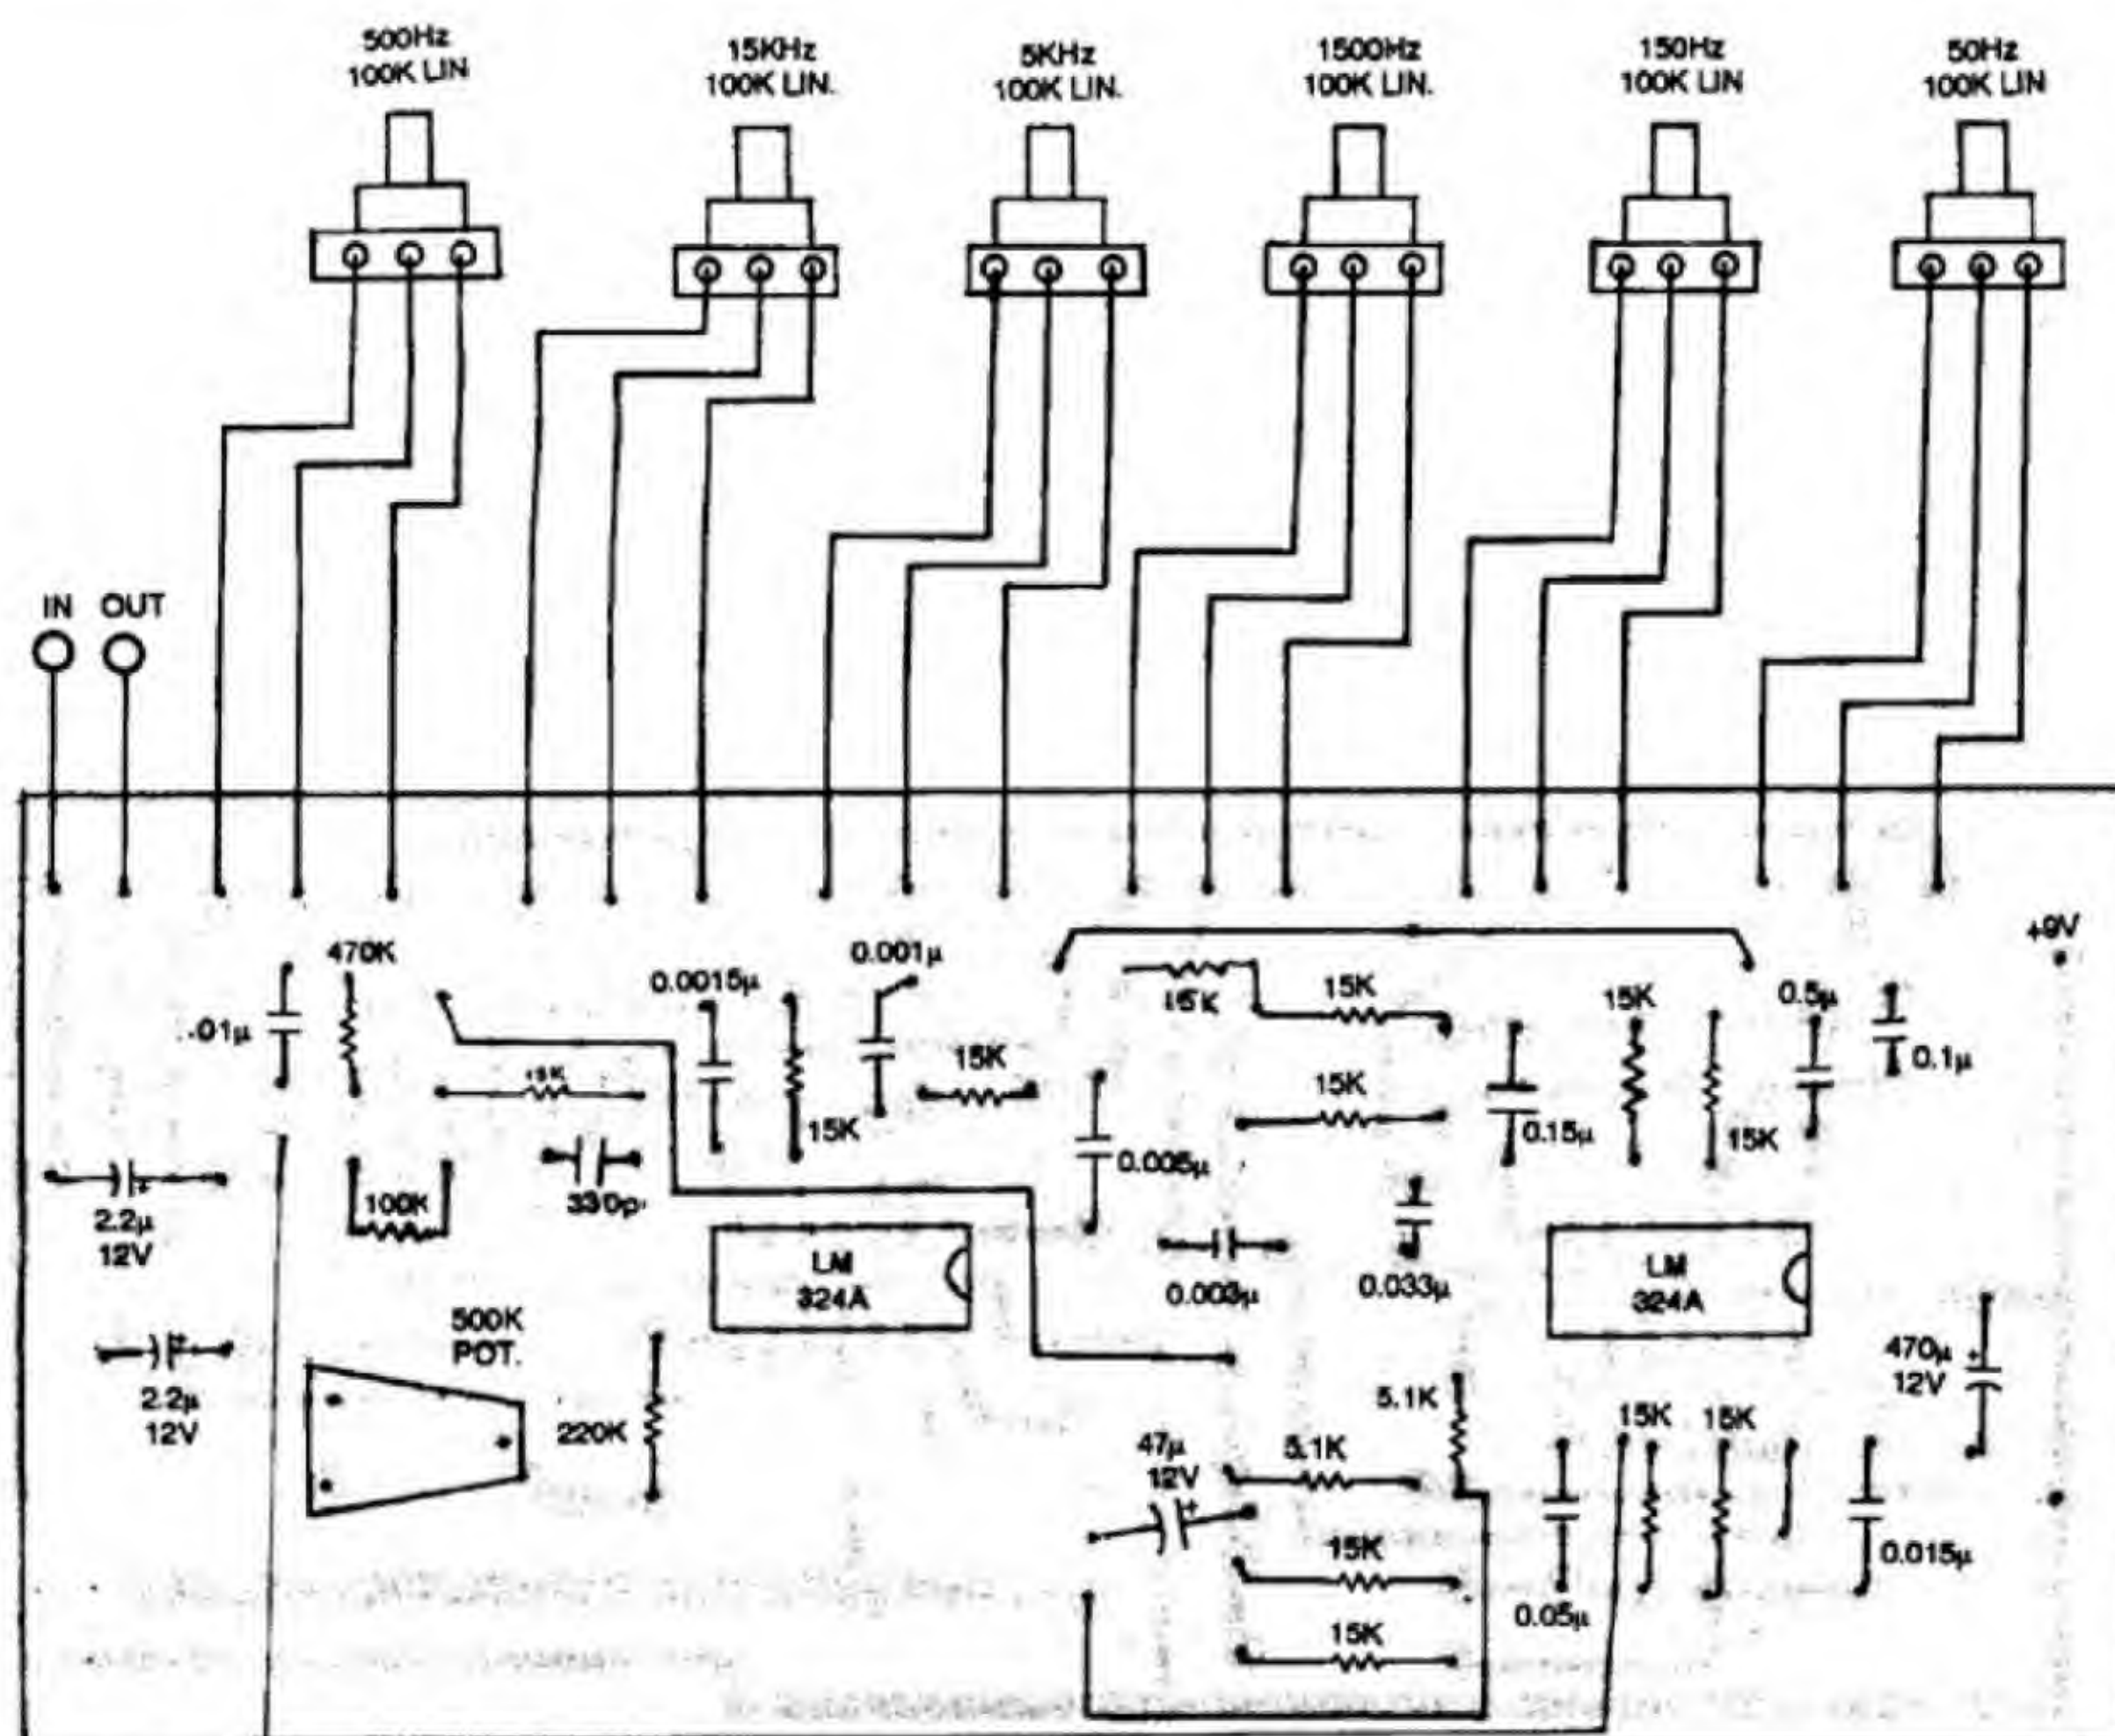 500Hz
100K LIN
15KHz
100K LIN.
5KHz
100K LIN.
1500Hz
100K LIN.
150Hz
100K LIN
50Hz
100K LIN
IN OUT
+9V
470K
.01µ
0.0015µ
0.001µ
15K
15K
15K
0.5µ
0.1µ
15K
15K
15K
15K
0.15µ
15K
15K
0.005µ
2.2µ
12V
100K
330p
LM
324A
0.003µ
0.033µ
LM
324A
500K
POT.
2.2µ
12V
220K
5.1K
470µ
12V
47µ
12V
5.1K
15K
15K
15K
0.05µ
0.015µ
15K